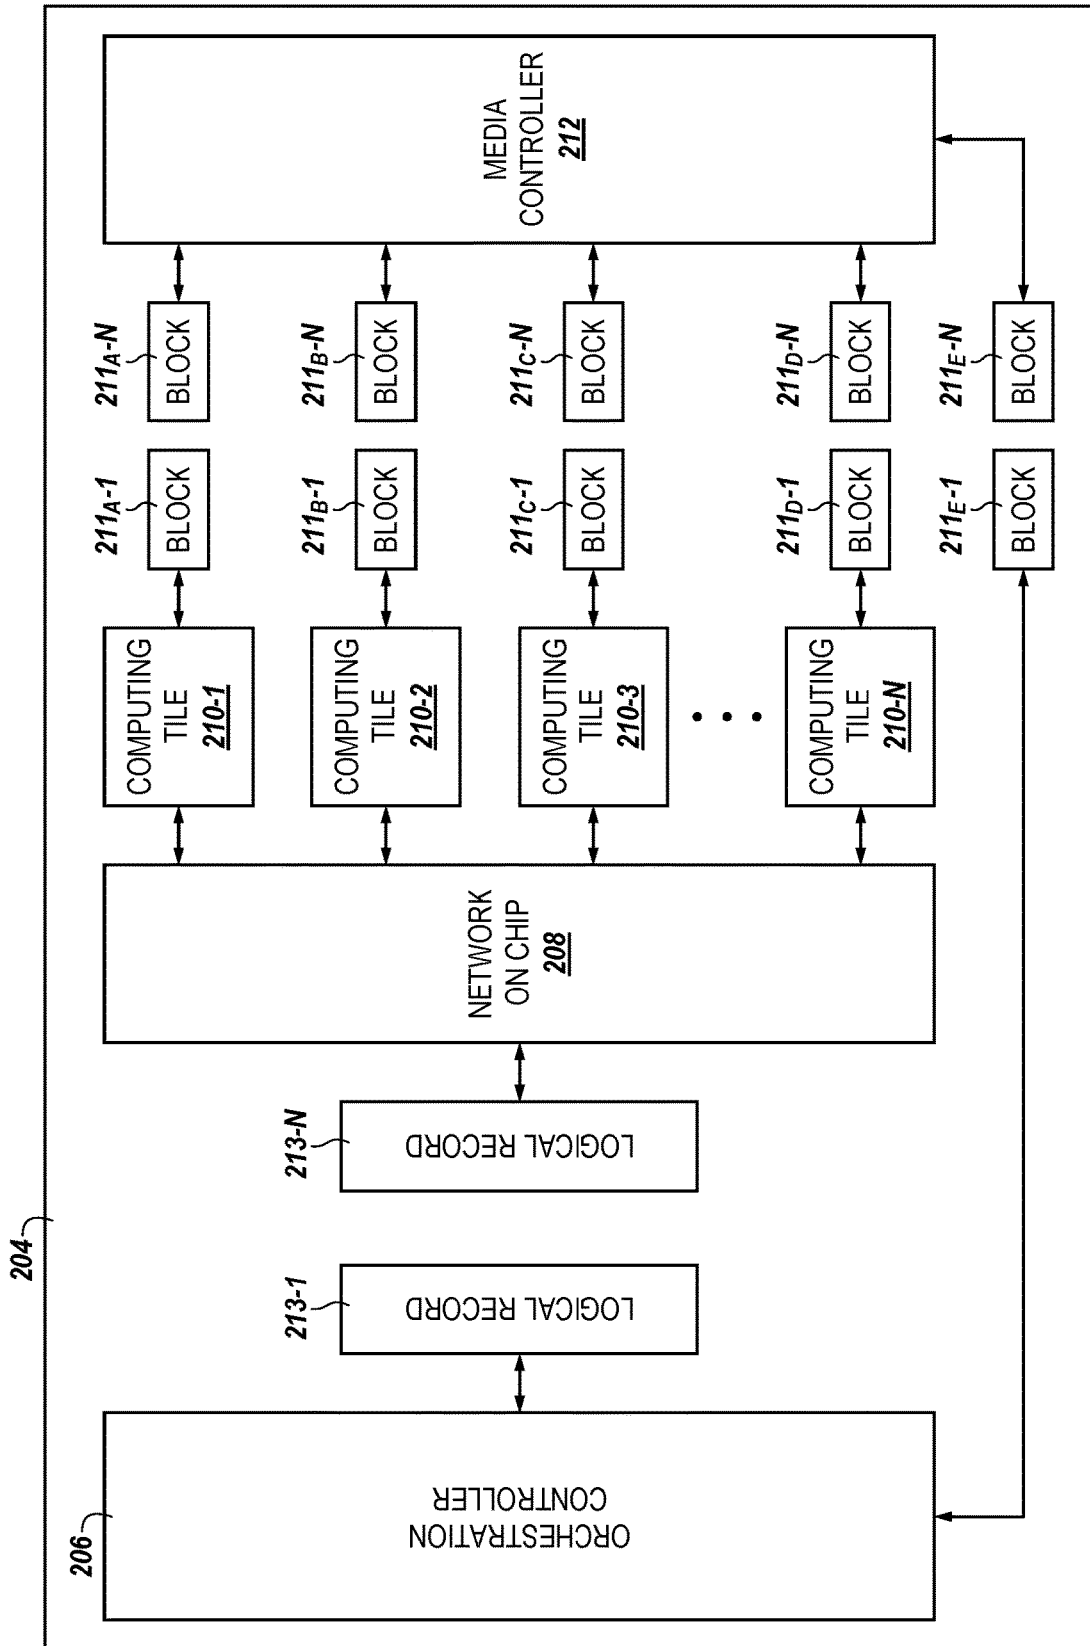 204
206
ORCHESTRATION
CONTROLLER
213-1
LOGICAL RECORD
213-N
LOGICAL RECORD
NETWORK
ON CHIP
208
COMPUTING
TILE
210-1
COMPUTING
TILE
210-2
COMPUTING
TILE
210-3
COMPUTING
TILE
210-N
211A-1
BLOCK
211A-N
BLOCK
211B-1
BLOCK
211B-N
BLOCK
211C-1
BLOCK
211C-N
BLOCK
211D-1
BLOCK
211D-N
BLOCK
211E-1
BLOCK
211E-N
BLOCK
MEDIA
CONTROLLER
212